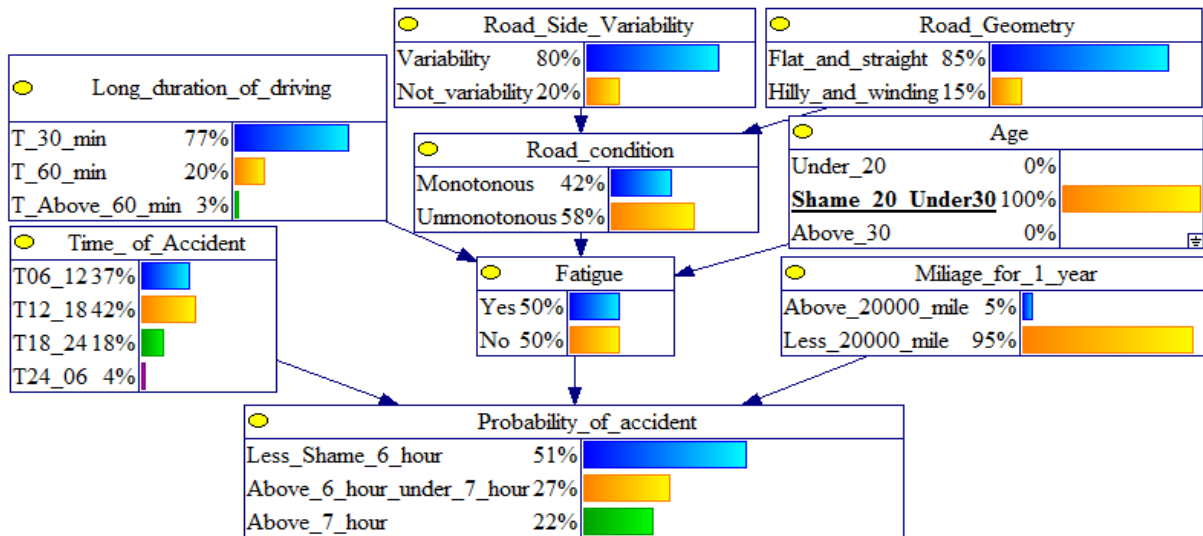 Road_Side_Variability
Variability 80%
Not_variability 20%
Road_Geometry
Flat_and_straight 85%
Hilly_and_winding 15%
Long_duration_of_driving
T_30_min 77%
T_60_min 20%
T_Above_60_min 3%
Road_condition
Monotonous 42%
Unmonotonous 58%
Age
Under_20 0%
Shame_20_Under30 100%
Above_30 0%
Time_of_Accident
T06_12 37%
T12_18 42%
T18_24 18%
T24_06 4%
Fatigue
Yes 50%
No 50%
Miliage_for_1_year
Above_20000_mile 5%
Less_20000_mile 95%
Probability_of_accident
Less_Shame_6_hour 51%
Above_6_hour_under_7_hour 27%
Above_7_hour 22%